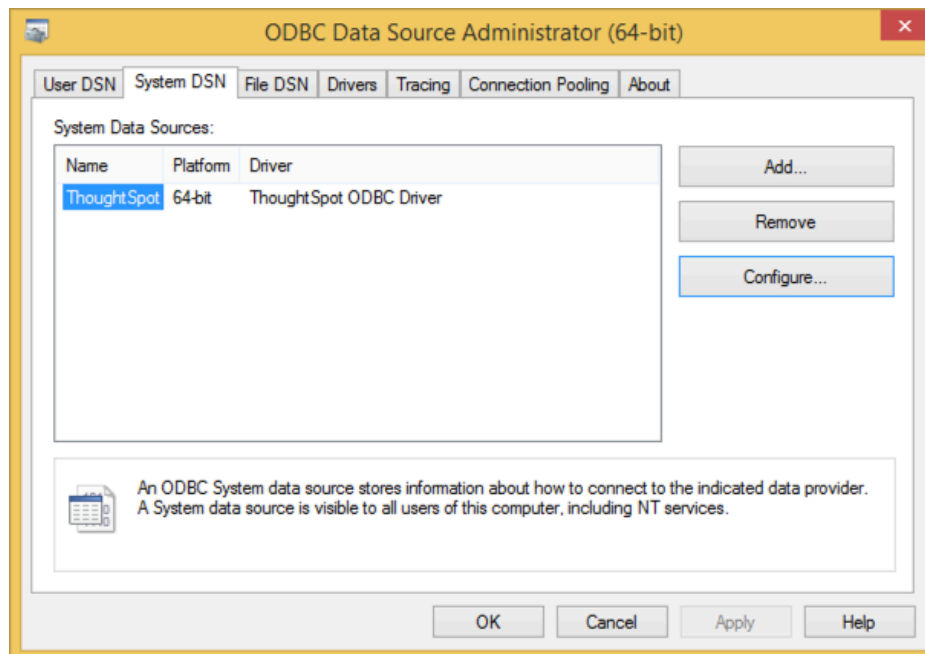 ODBC Data Source Administrator (64-bit)
User DSN System DSN File DSN Drivers Tracing Connection Pooling About
System Data Sources:
Name Platform Driver
ThoughtSpot 64-bit ThoughtSpot ODBC Driver
Add...
Remove
Configure...
An ODBC System data source stores information about how to connect to the indicated data provider.
A System data source is visible to all users of this computer, including NT services.
OK Cancel Apply Help